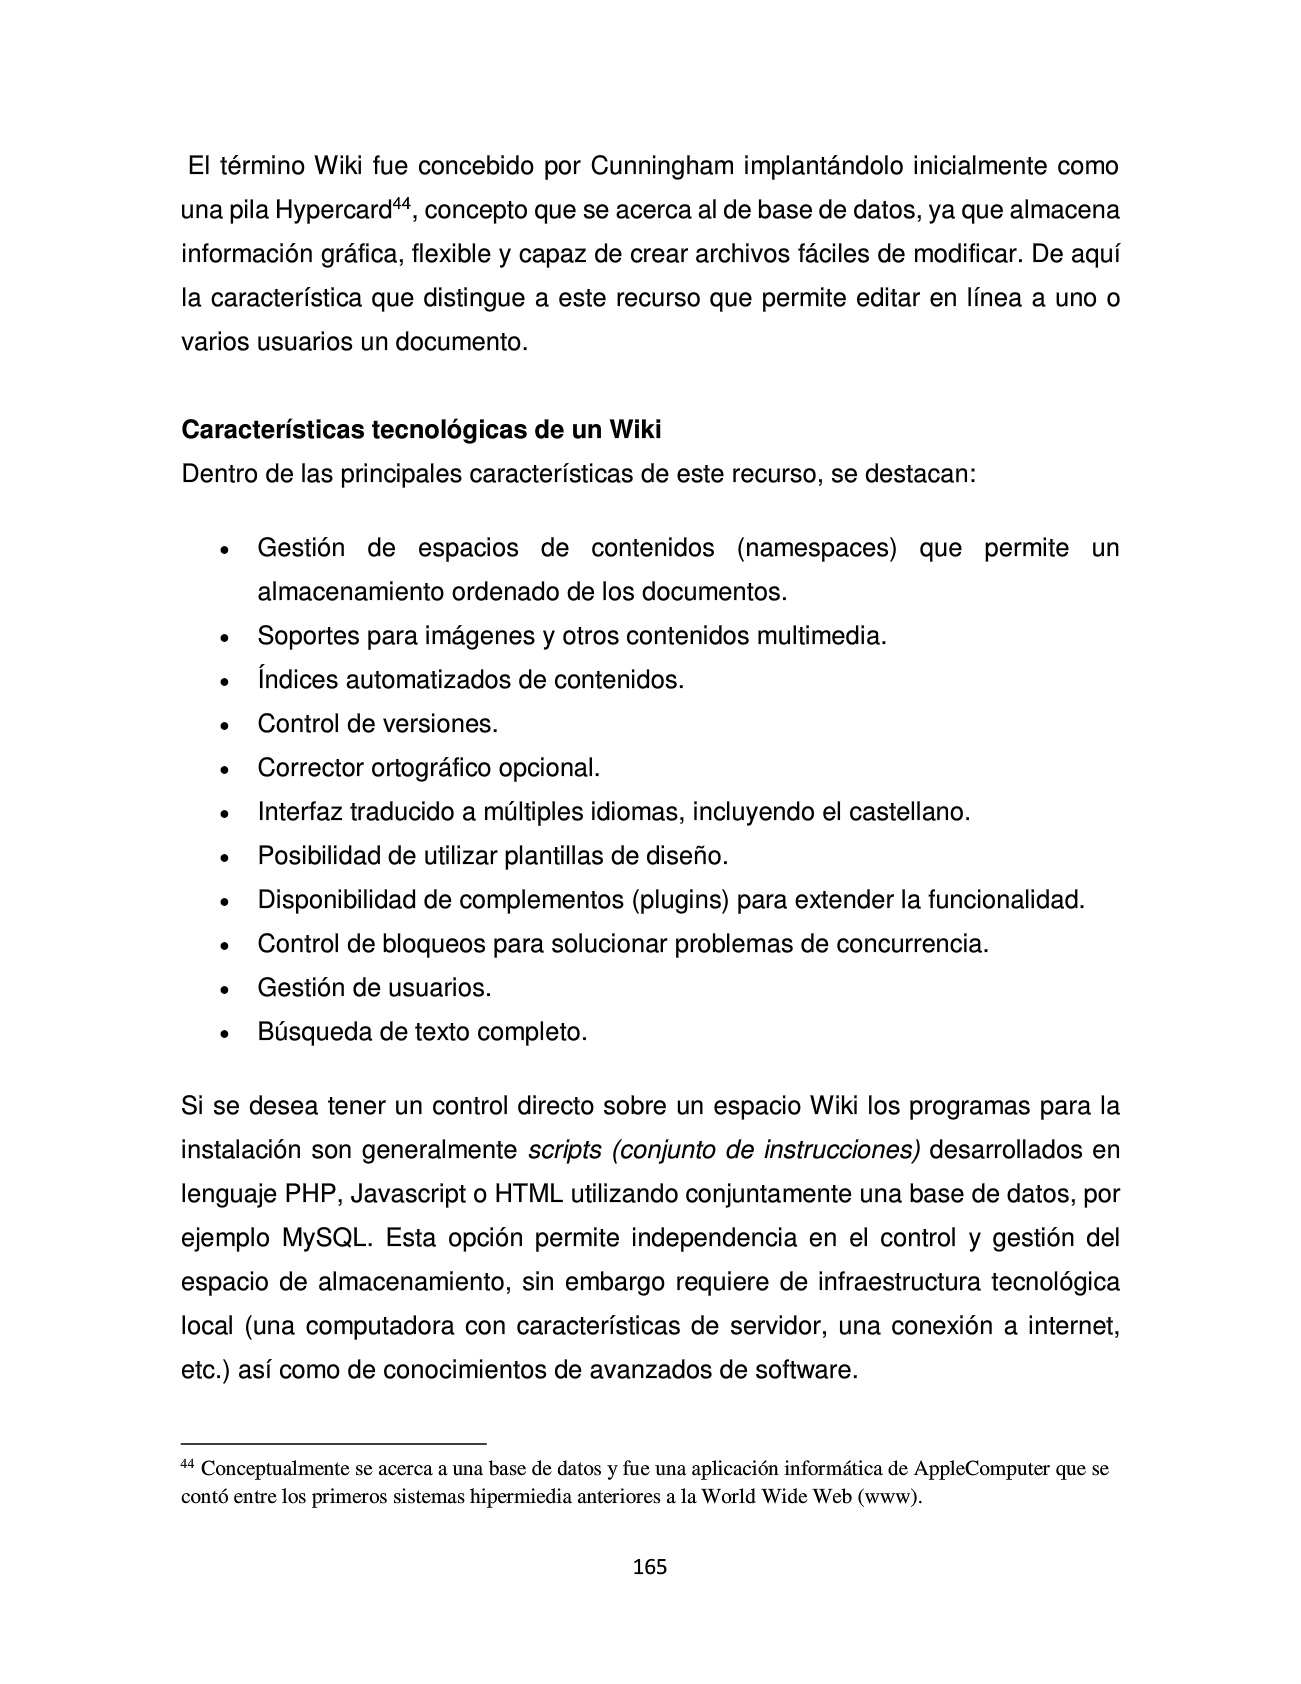 El término Wiki fue concebido por Cunningham implantándolo inicialmente como
una pila Hypercard44, concepto que se acerca al de base de datos, ya que almacena
información gráfica, flexible y capaz de crear archivos fáciles de modificar. De aquí
la característica que distingue a este recurso que permite editar en línea a uno o
varios usuarios un documento.
Características tecnológicas de un Wiki
Dentro de las principales características de este recurso, se destacan:
• Gestión de espacios de contenidos (namespaces) que permite un
almacenamiento ordenado de los documentos.
• Soportes para imágenes y otros contenidos multimedia.
• Índices automatizados de contenidos.
• Control de versiones.
• Corrector ortográfico opcional.
• Interfaz traducido a múltiples idiomas, incluyendo el castellano.
• Posibilidad de utilizar plantillas de diseño.
• Disponibilidad de complementos (plugins) para extender la funcionalidad.
• Control de bloqueos para solucionar problemas de concurrencia.
• Gestión de usuarios.
• Búsqueda de texto completo.
Si se desea tener un control directo sobre un espacio Wiki los programas para la
instalación son generalmente scripts (conjunto de instrucciones) desarrollados en
lenguaje PHP, Javascript o HTML utilizando conjuntamente una base de datos, por
ejemplo MySQL. Esta opción permite independencia en el control y gestión del
espacio de almacenamiento, sin embargo requiere de infraestructura tecnológica
local (una computadora con características de servidor, una conexión a internet,
etc.) así como de conocimientos de avanzados de software.
44 Conceptualmente se acerca a una base de datos y fue una aplicación informática de AppleComputer que se
contó entre los primeros sistemas hipermiedia anteriores a la World Wide Web (www).
165